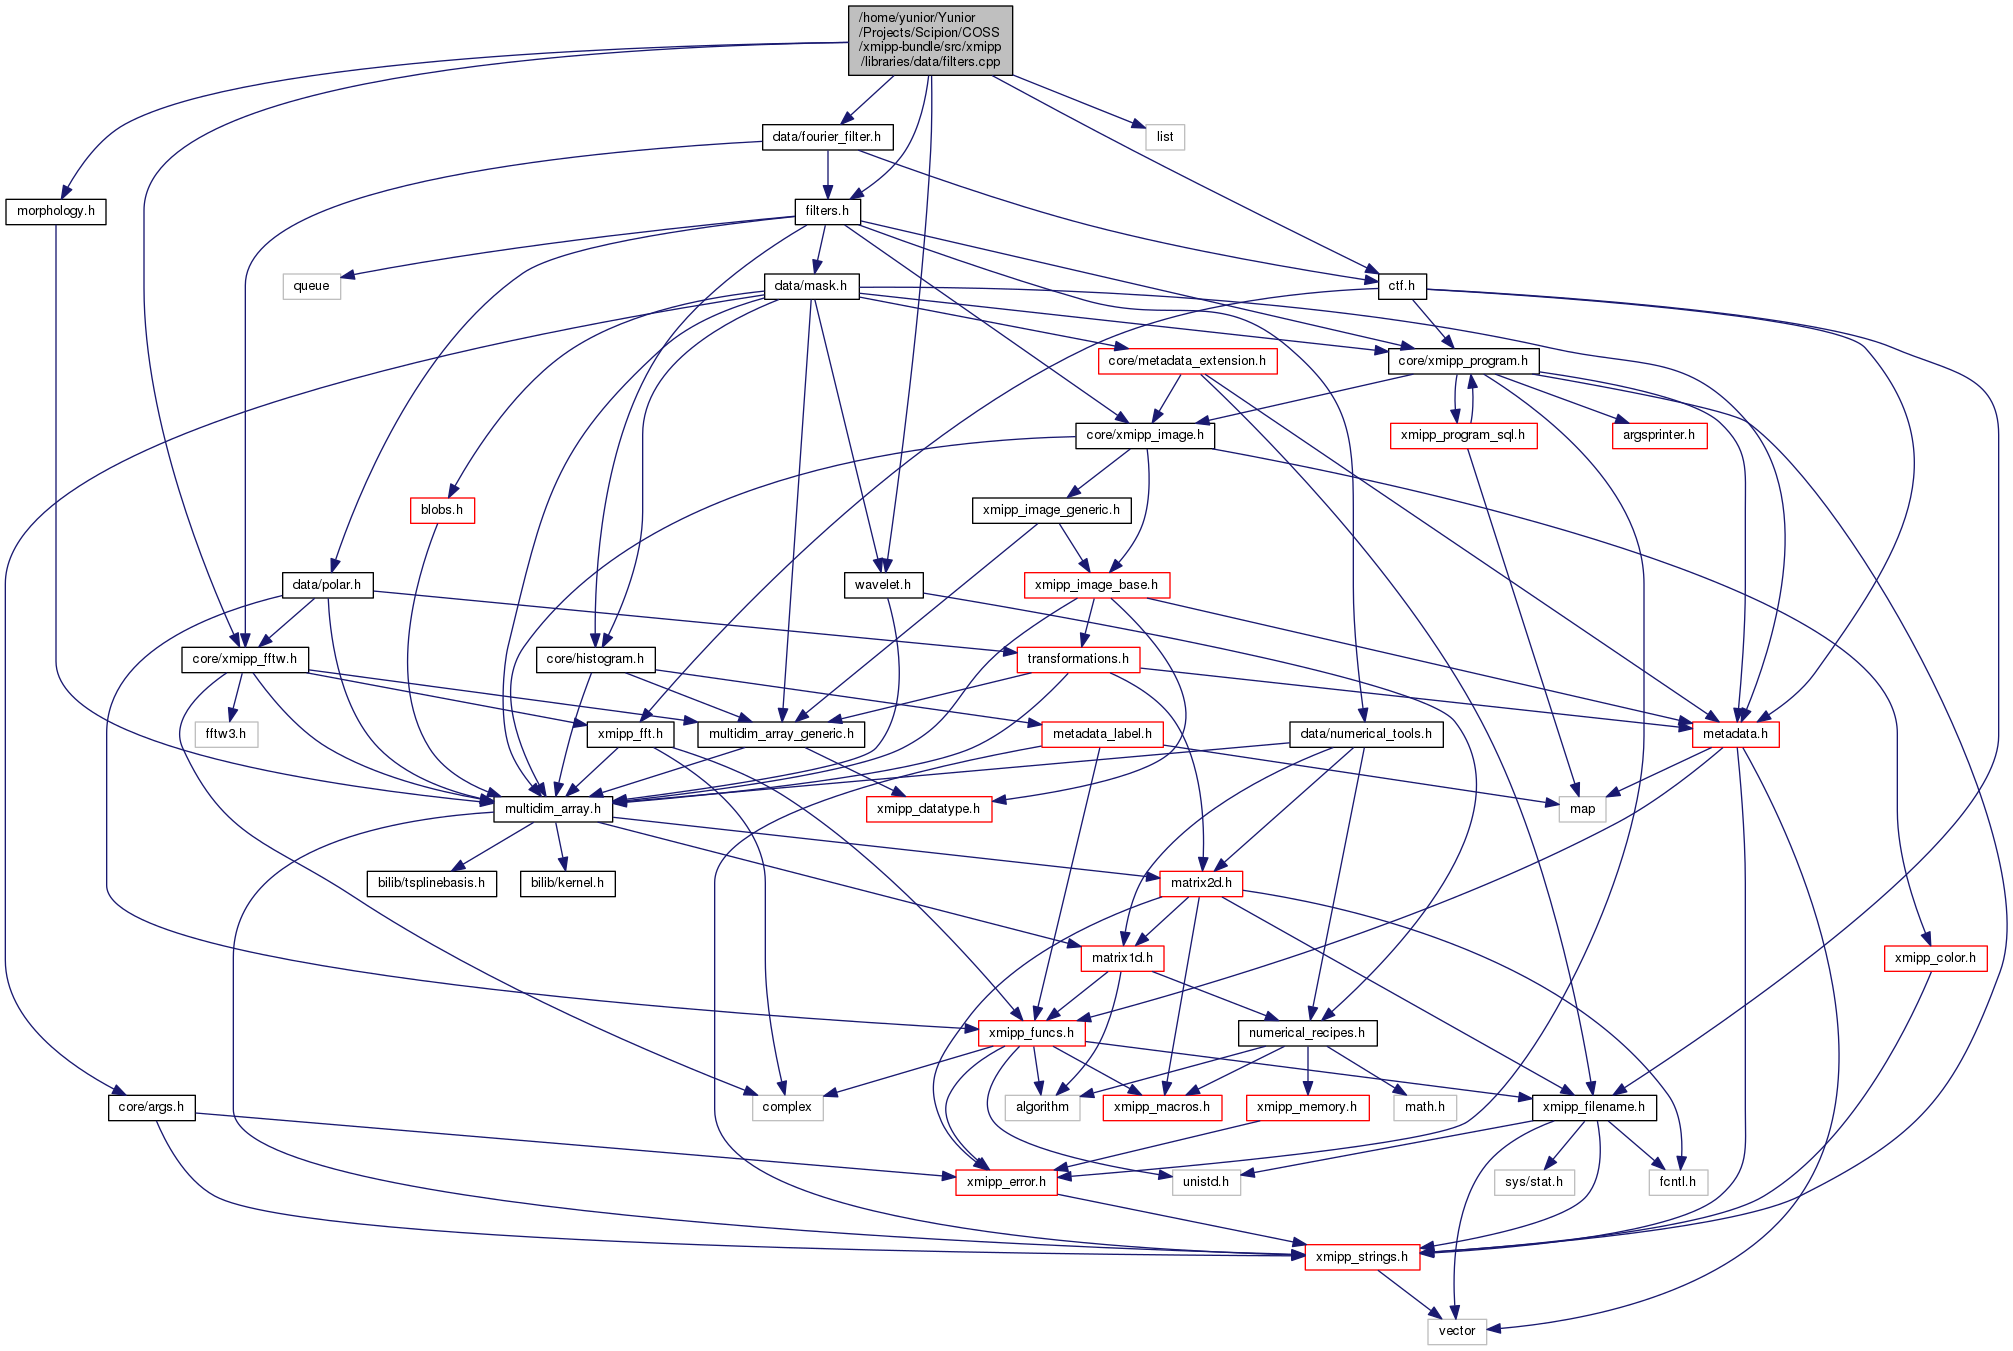 /home/yunior/Yunior
/Projects/Scipion/COSS
/xmipp-bundle/src/xmipp
/libraries/data/filters.cpp
data/fourier_filter.h
list
morphology.h
filters.h
queue
data/mask.h
ctf.h
core/metadata_extension.h
core/xmipp_program.h
core/xmipp_image.h
xmipp_program_sql.h
argsprinter.h
blobs.h
xmipp_image_generic.h
data/polar.h
wavelet.h
xmipp_image_base.h
core/xmipp_fftw.h
core/histogram.h
transformations.h
fftw3.h
xmipp_fft.h
multidim_array_generic.h
metadata_label.h
data/numerical_tools.h
metadata.h
multidim_array.h
xmipp_datatype.h
map
bilib/tsplinebasis.h
bilib/kernel.h
matrix2d.h
matrix1d.h
xmipp_color.h
xmipp_funcs.h
numerical_recipes.h
core/args.h
complex
algorithm
xmipp_macros.h
xmipp_memory.h
math.h
xmipp_filename.h
xmipp_error.h
unistd.h
sys/stat.h
fcntl.h
xmipp_strings.h
vector